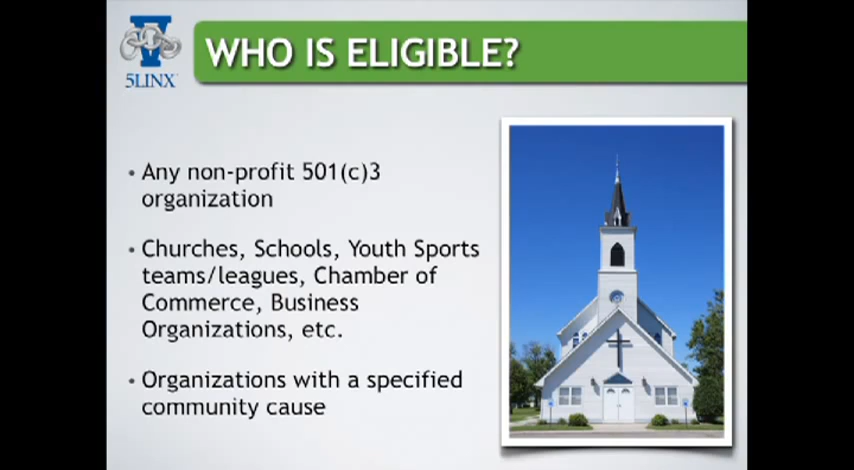 5LINX
WHO IS ELIGIBLE?
• Any non-profit 501(c)3
organization
• Churches, Schools, Youth Sports
teams/leagues, Chamber of
Commerce, Business
Organizations, etc.
• Organizations with a specified
community cause